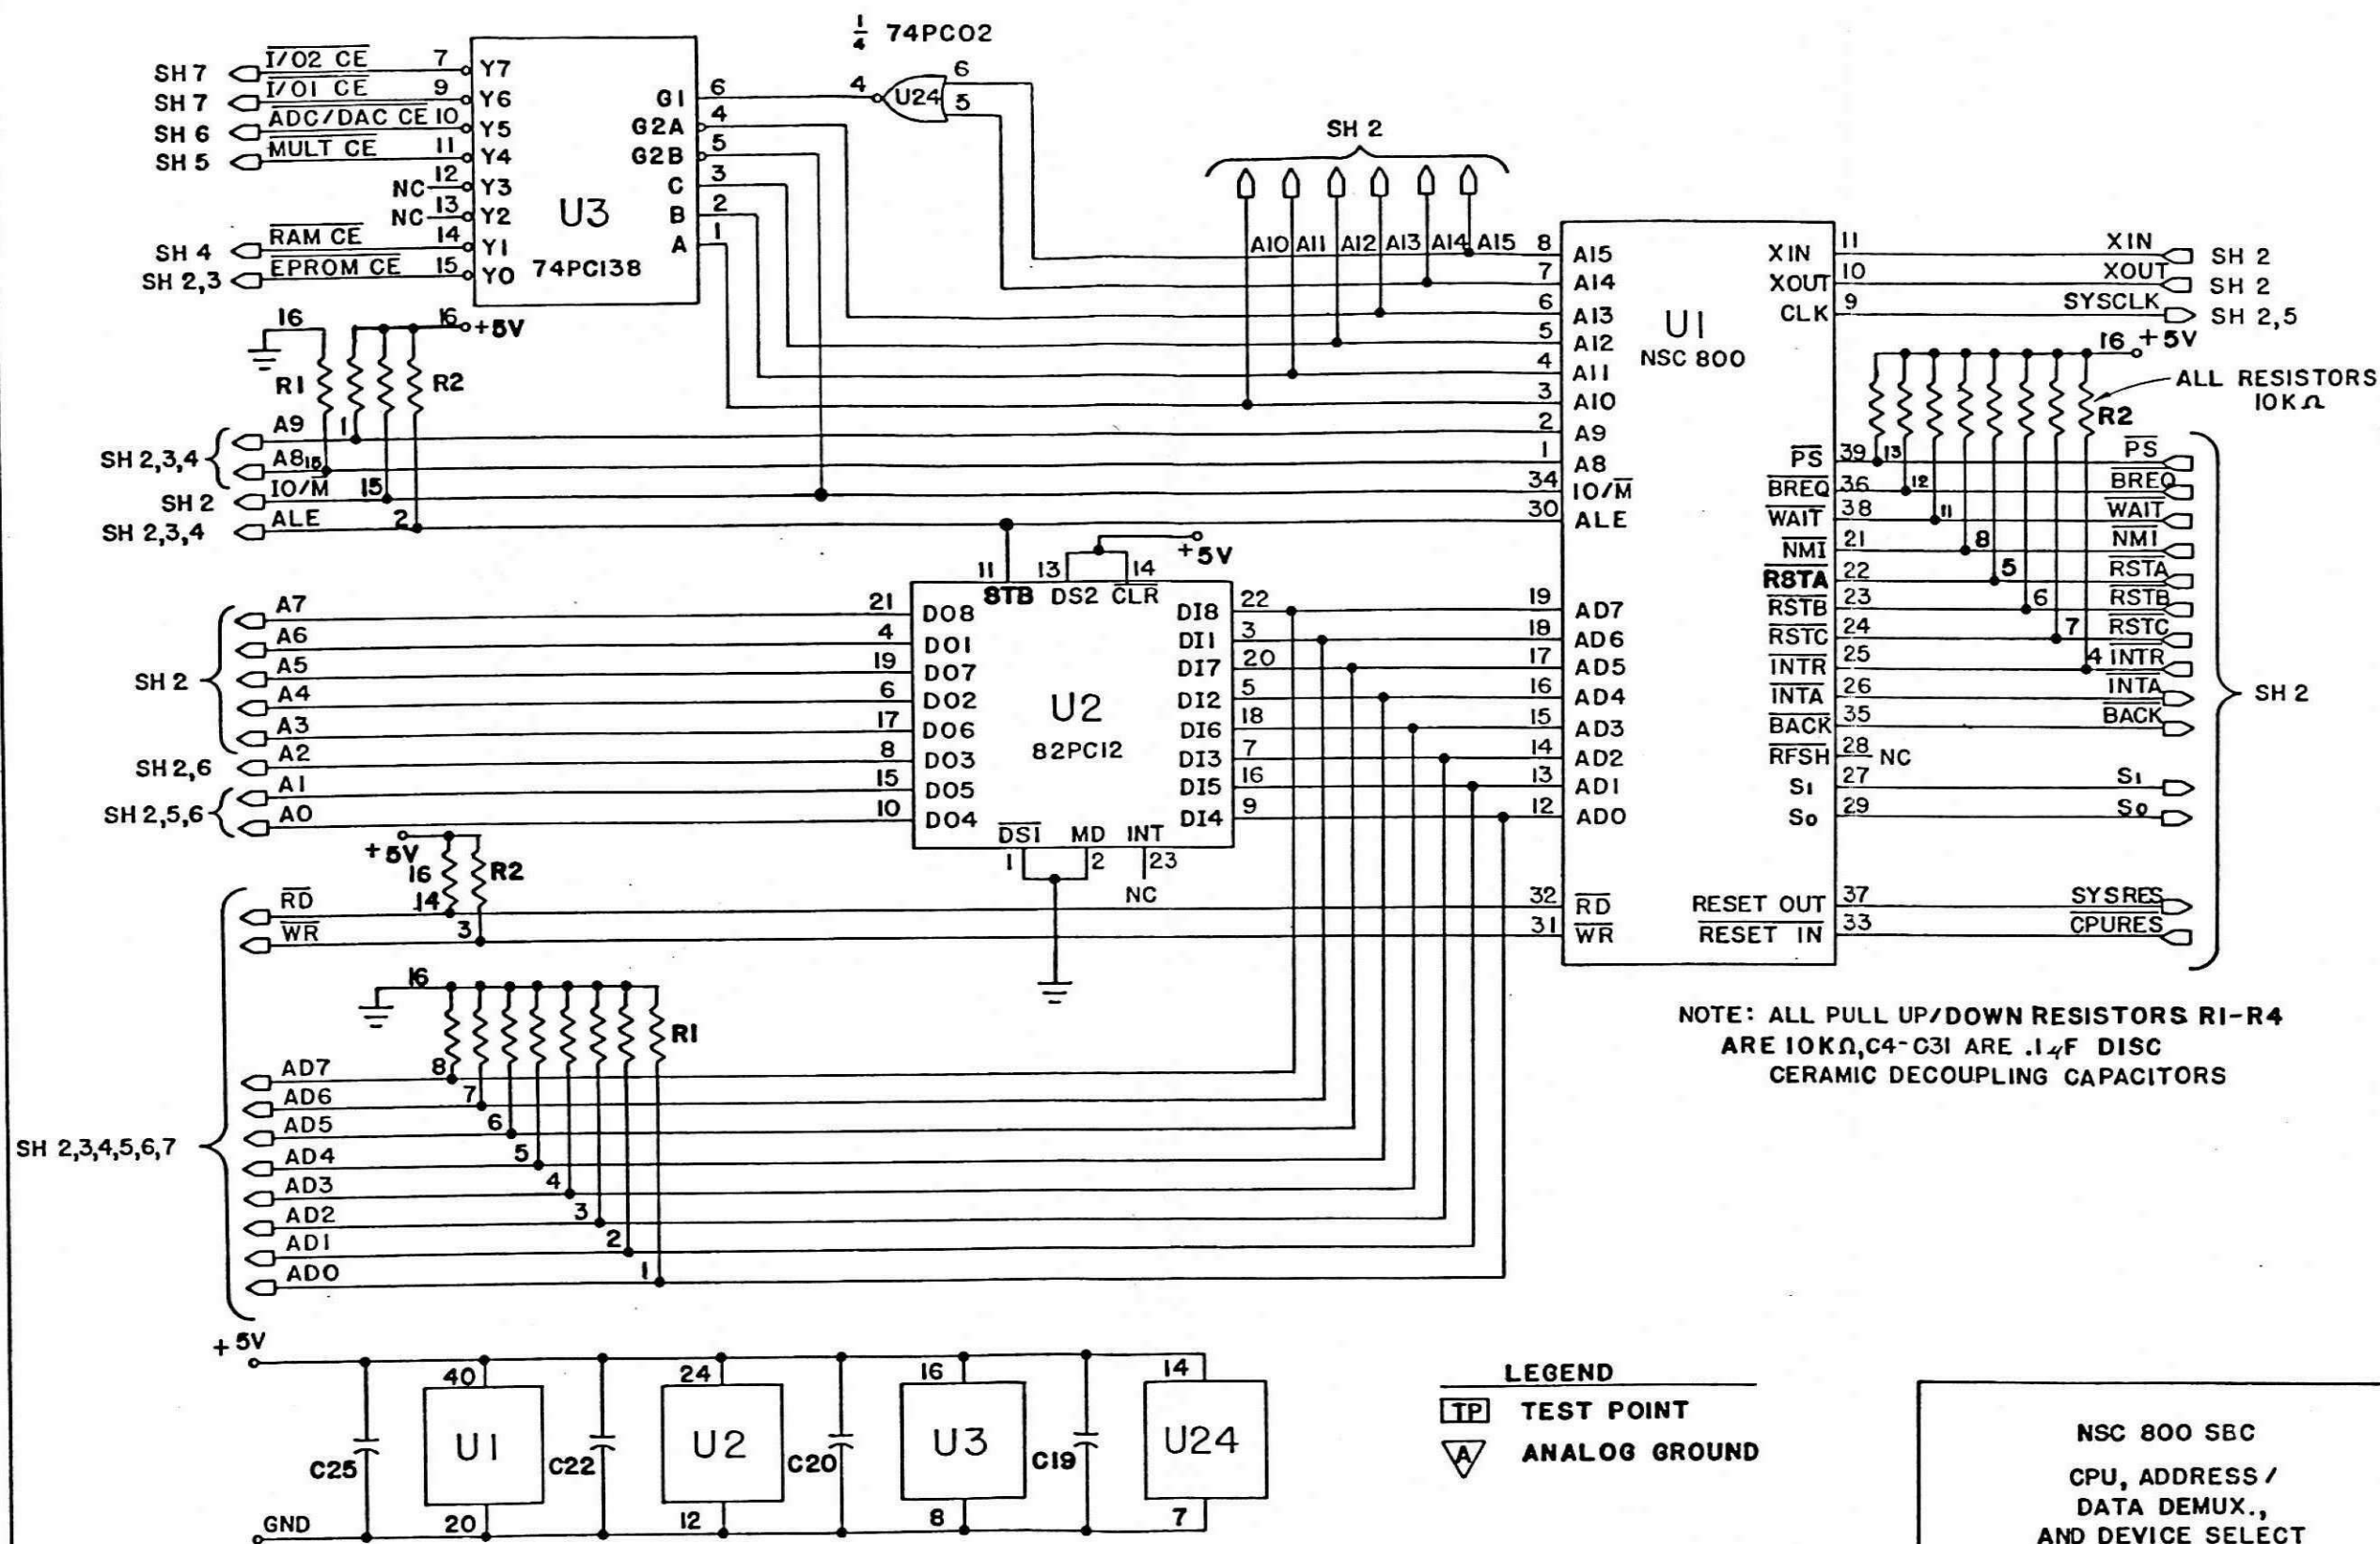 1/4 74PC02
SH 7 I/O2 CE 7 Y7
SH 7 I/O1 CE 9 Y6
SH 6 ADC/DAC CE 10 Y5
SH 5 MULT CE 11 Y4
NC 12 Y3
NC 13 Y2
SH 4 RAM CE 14 Y1
SH 2,3 EPROM CE 15 Y0
U3
74PC138
G1 6
G2A 4
G2B 5
C 3
B 2
A 1
4 U24 6
5
SH 2
A10 A11 A12 A13 A14 A15
8 A15
7 A14
6 A13
5 A12
4 A11
3 A10
2 A9
1 A8
34 IO/M
30 ALE
19 AD7
18 AD6
17 AD5
16 AD4
15 AD3
14 AD2
13 AD1
12 AD0
32 RD
31 WR
U1
NSC 800
XIN 11 XIN SH 2
XOUT 10 XOUT SH 2
CLK 9 SYSCLK SH 2,5
16 +5V
ALL RESISTORS
10KΩ
R2
PS 39 13 PS
BREQ 36 12 BREQ
WAIT 38 11 WAIT
NMI 21 8 NMI
RSTA 22 5 RSTA
RSTB 23 6 RSTB
RSTC 24 7 RSTC
INTR 25 4 INTR
INTA 26 INTA
BACK 35 BACK
RFSH 28 NC
S1 27 S1
S0 29 S0
RESET OUT 37 SYSRES
RESET IN 33 CPURES
SH 2
16 16 +5V
R1 R2
SH 2,3,4 A9 1
A8 15
SH 2 IO/M 15
SH 2,3,4 ALE 2
+5V
11 13 14
STB DS2 CLR
SH 2 A7 21 DO8 DI8 22
A6 4 DO1 DI1 3
A5 19 DO7 DI7 20
A4 6 DO2 DI2 5
A3 17 DO6 DI6 18
SH 2,6 A2 8 DO3 DI3 7
SH 2,5,6 A1 15 DO5 DI5 16
A0 10 DO4 DI4 9
U2
82PC12
DS1 MD INT
1 2 23
NC
+5V
16 R2
RD 14
WR 3
16
R1
SH 2,3,4,5,6,7
AD7 8
AD6 7
AD5 6
AD4 5
AD3 4
AD2 3
AD1 2
AD0 1
NOTE: ALL PULL UP/DOWN RESISTORS R1-R4
ARE 10KΩ, C4-C31 ARE .1µF DISC
CERAMIC DECOUPLING CAPACITORS
+5V
40 24 16 14
C25 U1 C22 U2 C20 U3 C19 U24
GND 20 12 8 7
LEGEND
TP TEST POINT
A ANALOG GROUND
NSC 800 SBC
CPU, ADDRESS /
DATA DEMUX.,
AND DEVICE SELECT